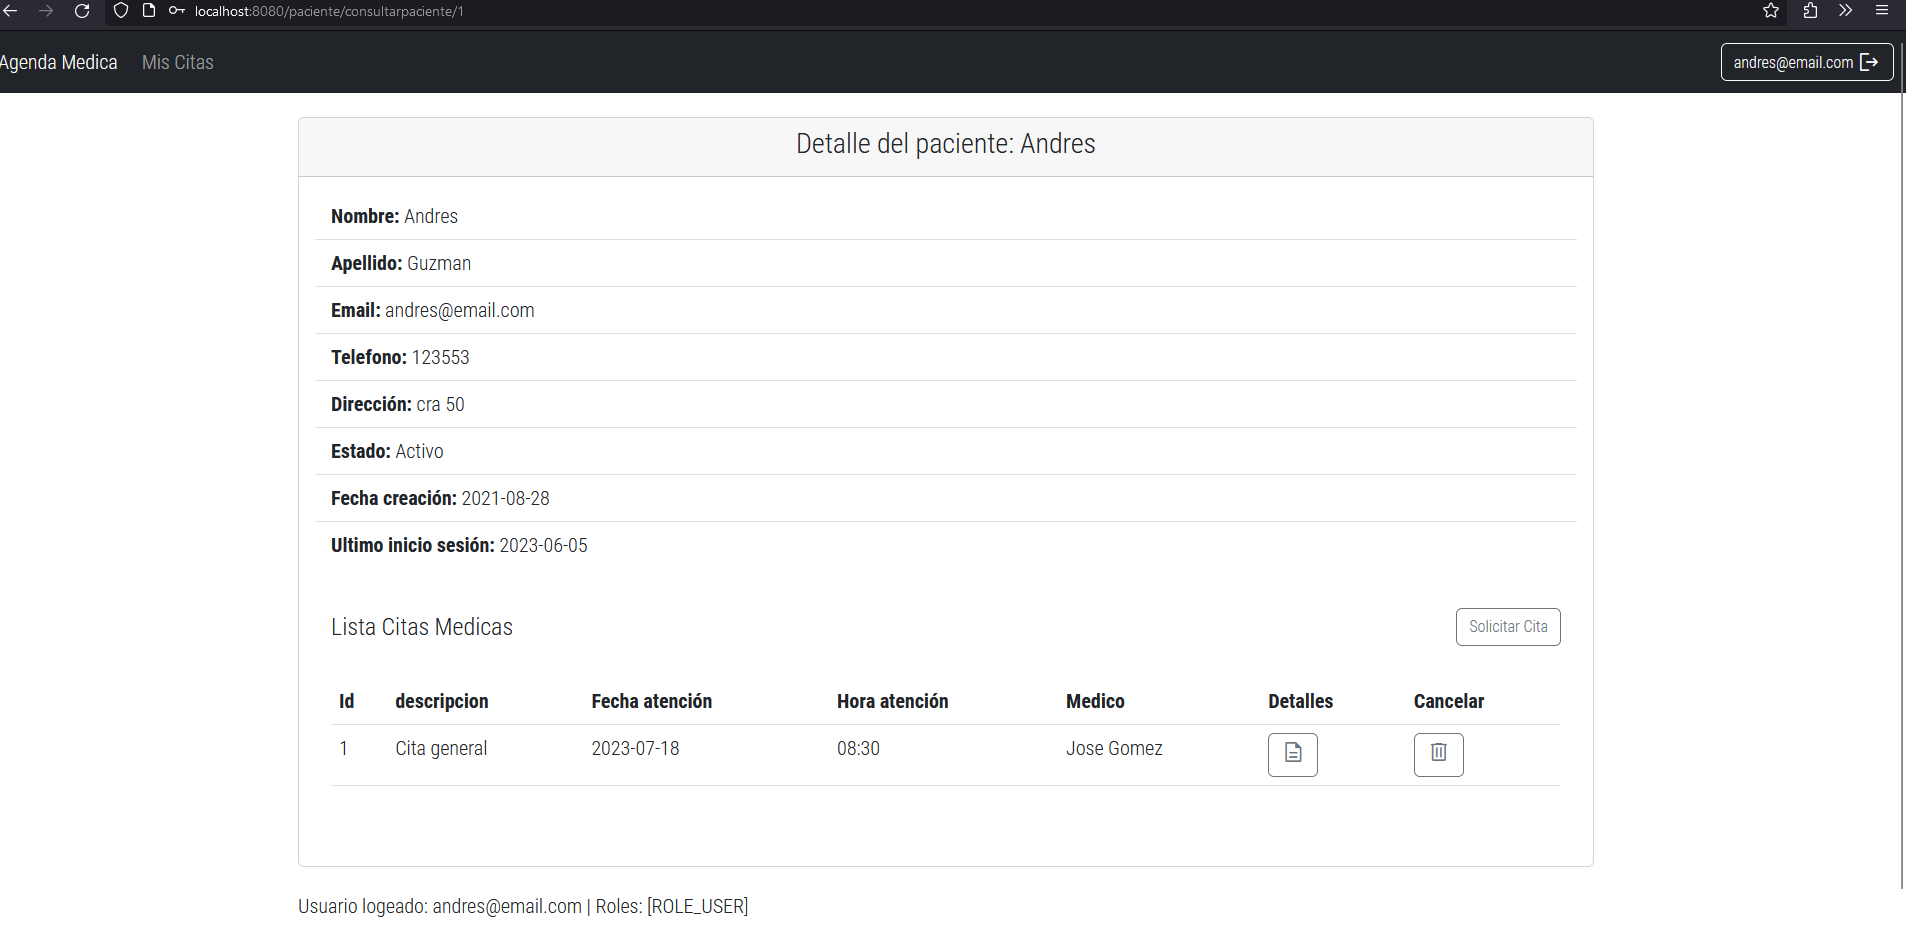 localhost:8080/paciente/consultarpaciente/1
Agenda Medica Mis Citas andres@email.com
Detalle del paciente: Andres
Nombre: Andres
Apellido: Guzman
Email: andres@email.com
Telefono: 123553
Dirección: cra 50
Estado: Activo
Fecha creación: 2021-08-28
Ultimo inicio sesión: 2023-06-05
Lista Citas Medicas Solicitar Cita
Id descripcion Fecha atención Hora atención Medico Detalles Cancelar
1 Cita general 2023-07-18 08:30 Jose Gomez
Usuario logeado: andres@email.com | Roles: [ROLE_USER]